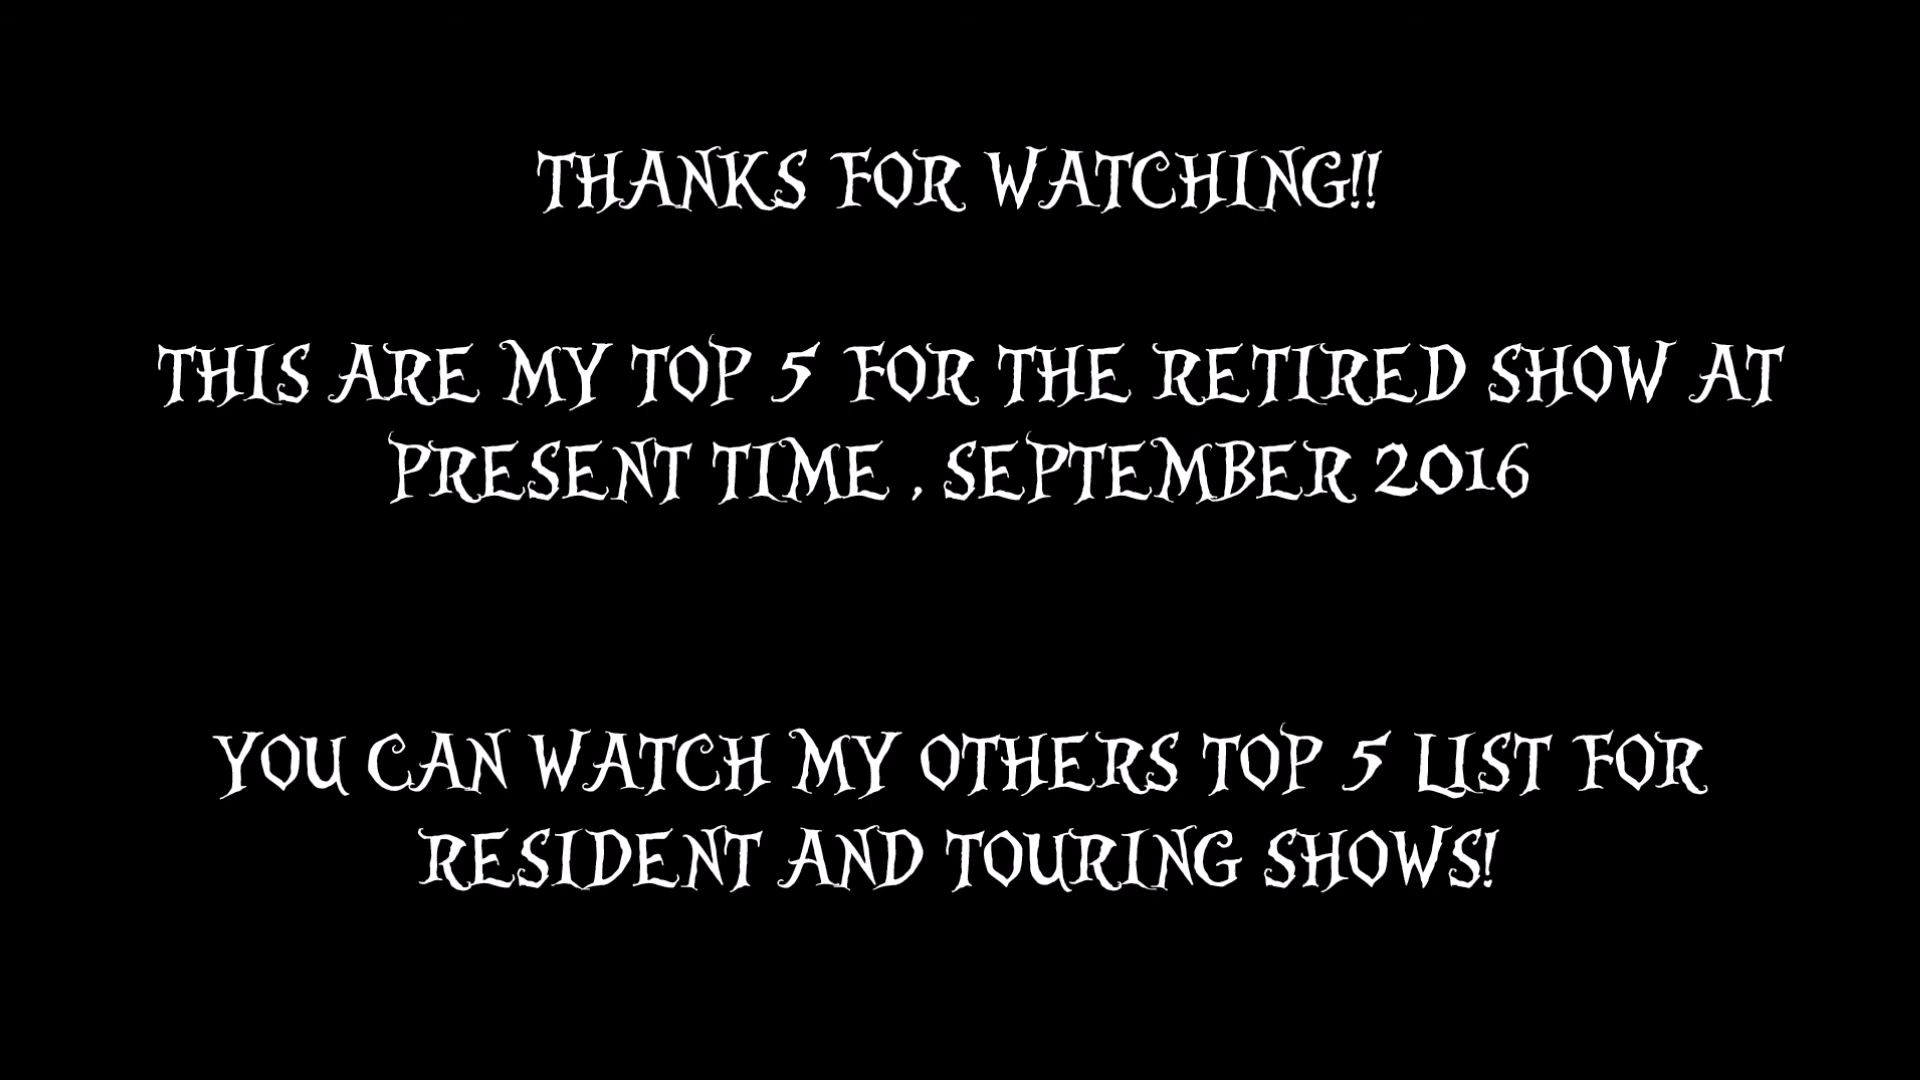 THANKS FOR WATCHING!!
THIS ARE MY TOP 5 FOR THE RETIRED SHOW AT
PRESENT TIME , SEPTEMBER 2016
YOU CAN WATCH MY OTHERS TOP 5 LIST FOR
RESIDENT AND TOURING SHOWS!